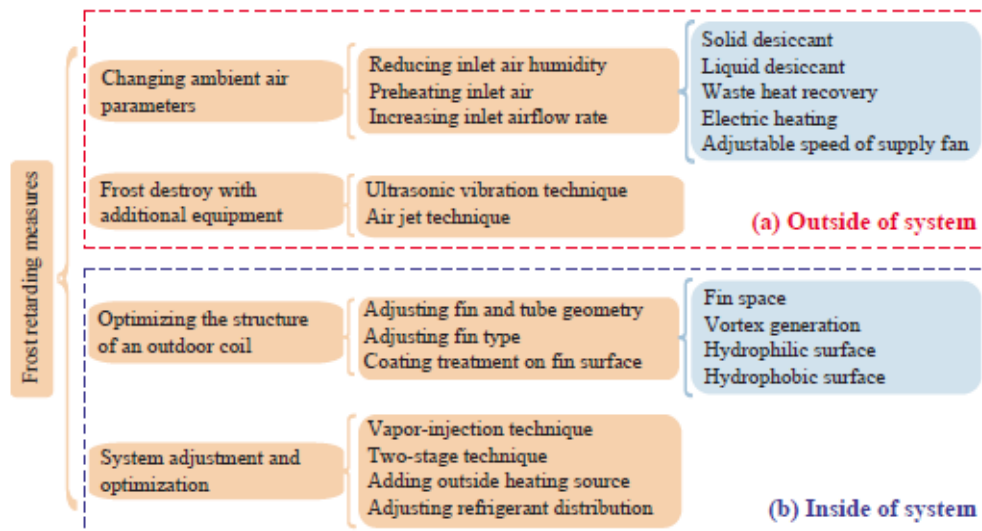 Frost retarding measures
Changing ambient air
parameters
Reducing inlet air humidity
Preheating inlet air
Increasing inlet airflow rate
Solid desiccant
Liquid desiccant
Waste heat recovery
Electric heating
Adjustable speed of supply fan
Frost destroy with
additional equipment
Ultrasonic vibration technique
Air jet technique
(a) Outside of system
Optimizing the structure
of an outdoor coil
Adjusting fin and tube geometry
Adjusting fin type
Coating treatment on fin surface
Fin space
Vortex generation
Hydrophilic surface
Hydrophobic surface
System adjustment and
optimization
Vapor-injection technique
Two-stage technique
Adding outside heating source
Adjusting refrigerant distribution
(b) Inside of system